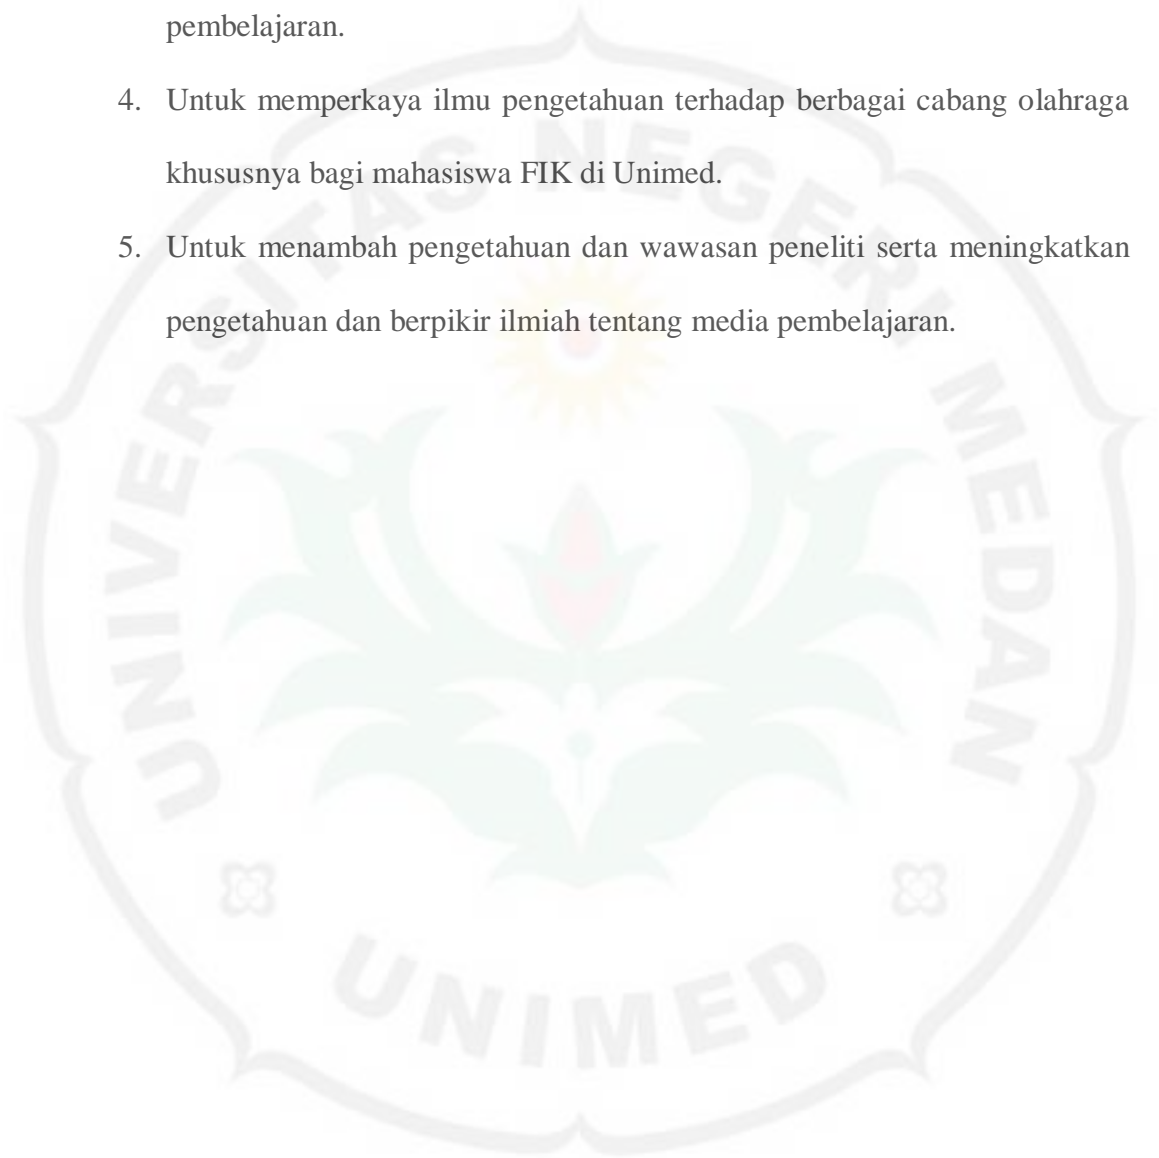 pembelajaran.
4. Untuk memperkaya ilmu pengetahuan terhadap berbagai cabang olahraga
khususnya bagi mahasiswa FIK di Unimed.
5. Untuk menambah pengetahuan dan wawasan peneliti serta meningkatkan
pengetahuan dan berpikir ilmiah tentang media pembelajaran.
UNIVERSITAS NEGERI MEDAN
UNIMED